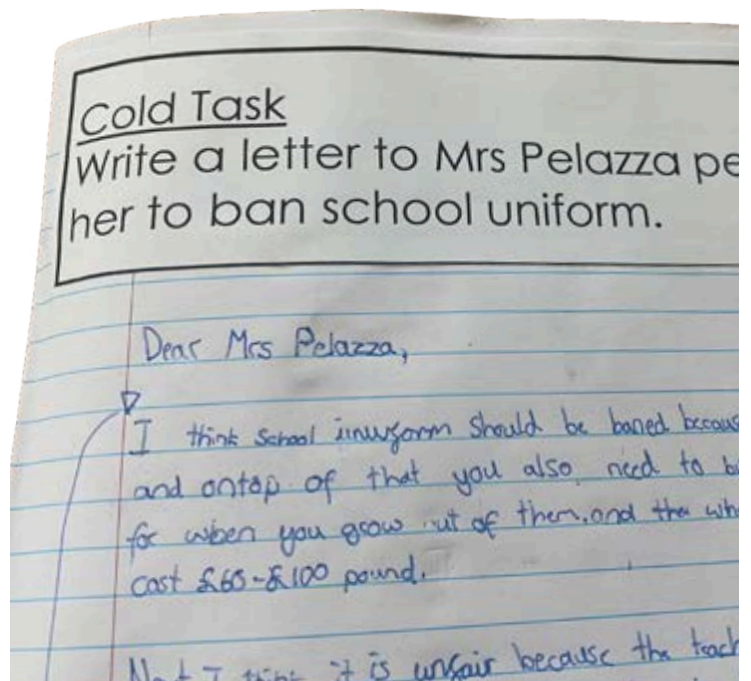 Cold Task
Write a letter to Mrs Pelazza pe
her to ban school uniform.
Dear Mrs Pelazza,
I think School should be baned becaus
and ontop of that you also need to b
for when you grow ut of them.and the wh
cost £60-£100 pound.
Next I think it is unfair because the teach